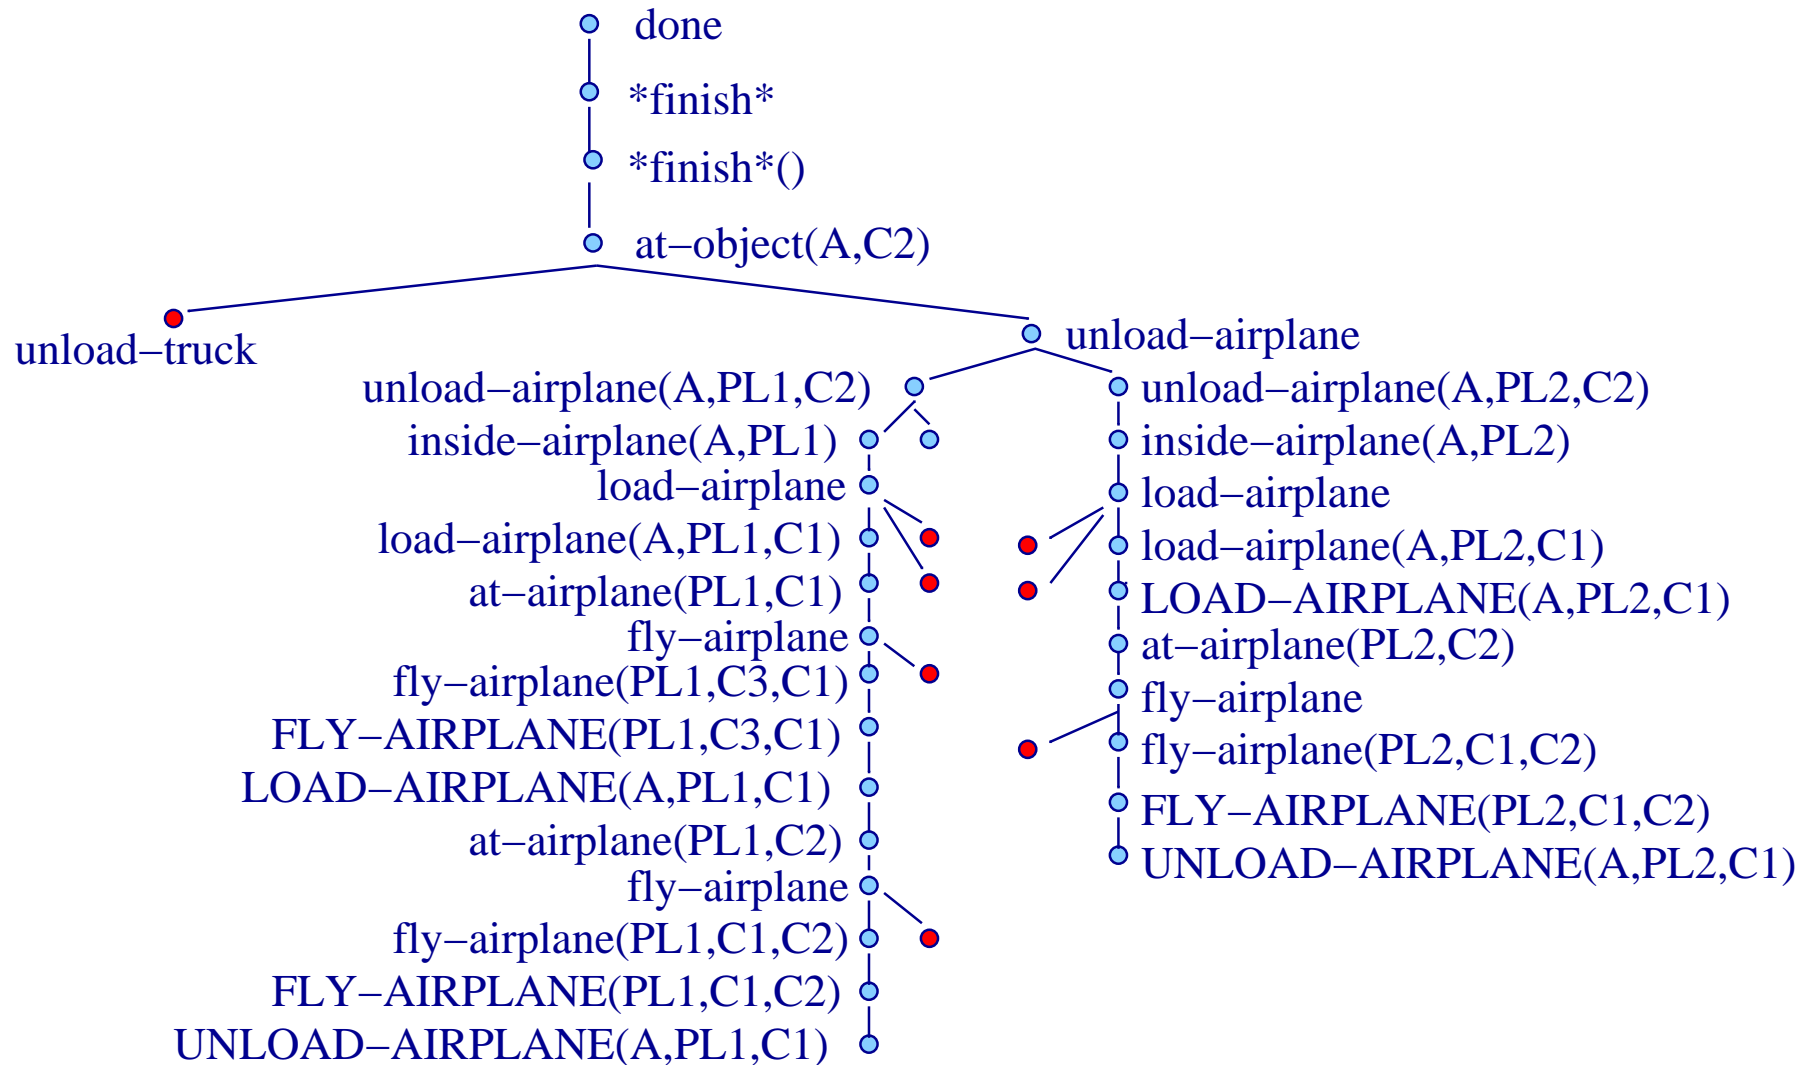 done
*finish*
*finish*()
at−object(A,C2)
unload−truck
unload−airplane
unload−airplane(A,PL1,C2)
inside−airplane(A,PL1)
load−airplane
load−airplane(A,PL1,C1)
at−airplane(PL1,C1)
fly−airplane
fly−airplane(PL1,C3,C1)
FLY−AIRPLANE(PL1,C3,C1)
LOAD−AIRPLANE(A,PL1,C1)
at−airplane(PL1,C2)
fly−airplane
fly−airplane(PL1,C1,C2)
FLY−AIRPLANE(PL1,C1,C2)
UNLOAD−AIRPLANE(A,PL1,C1)
unload−airplane(A,PL2,C2)
inside−airplane(A,PL2)
load−airplane
load−airplane(A,PL2,C1)
LOAD−AIRPLANE(A,PL2,C1)
at−airplane(PL2,C2)
fly−airplane
fly−airplane(PL2,C1,C2)
FLY−AIRPLANE(PL2,C1,C2)
UNLOAD−AIRPLANE(A,PL2,C1)